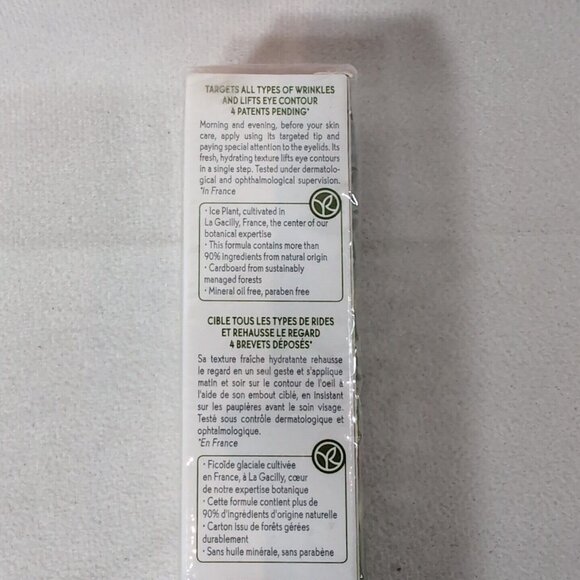 TARGETS ALL TYPES OF WRINKLES
AND LIFTS EYE CONTOUR
4 PATENTS PENDING*
Morning and evening, before your skin
care, apply using its targeted tip and
paying special attention to the eyelids. Its
fresh, hydrating texture lifts eye contours
in a single step. Tested under dermatolo-
gical and ophthalmological supervision.
*In France
• Ice Plant, cultivated in
La Gacilly, France, the center of our
botanical expertise
• This formula contains more than
90% ingredients from natural origin
• Cardboard from sustainably
managed forests
• Mineral oil free, paraben free
CIBLE TOUS LES TYPES DE RIDES
ET REHAUSSE LE REGARD
4 BREVETS DÉPOSÉS*
Sa texture fraîche hydratante rehausse
le regard en un seul geste et s'applique
matin et soir sur le contour de l'oeil à
l'aide de son embout ciblé, en insistant
sur les paupières avant le soin visage.
Testé sous contrôle dermatologique et
ophtalmologique.
*En France
• Ficoïde glaciale cultivée
en France, à La Gacilly, cœur
de notre expertise botanique
• Cette formule contient plus de
90% d'ingrédients d'origine naturelle
• Carton issu de forêts gérées
durablement
• Sans huile minérale, sans parabène